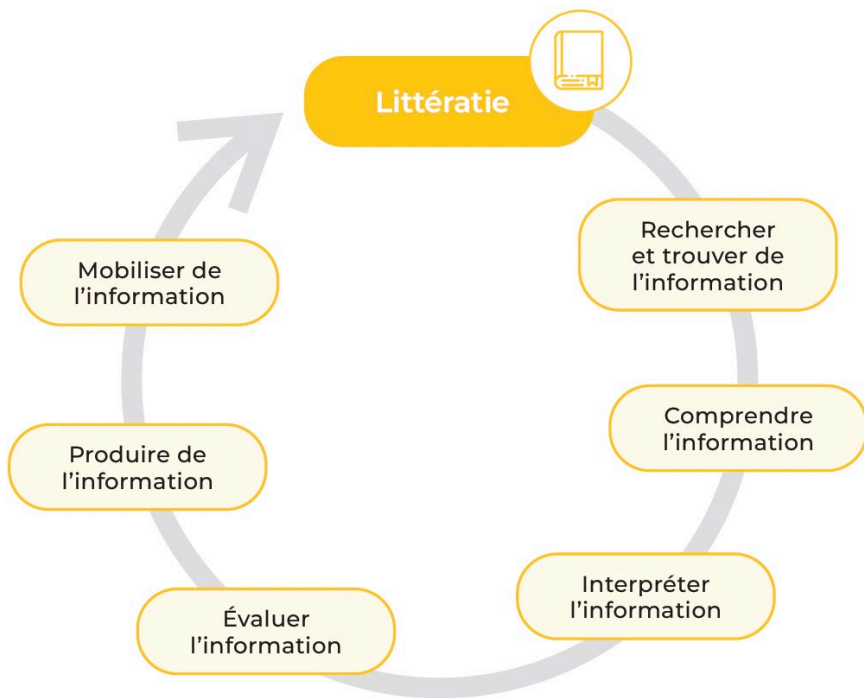 Littératie
Rechercher
et trouver de
l’information
Comprendre
l’information
Interpréter
l’information
Évaluer
l’information
Produire de
l’information
Mobiliser de
l’information